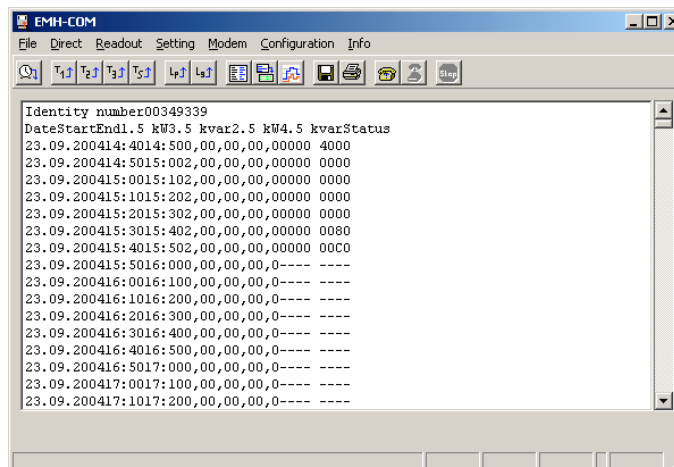 EMH-COM
File Direct Readout Setting Modem Configuration Info
T1 T2 T3 TS LP LS Stop
Identity number00349339
DateStartEnd1.5 kW3.5 kvar2.5 kW4.5 kvarStatus
23.09.200414:4014:500,00,00,00,00000 4000
23.09.200414:5015:002,00,00,00,00000 0000
23.09.200415:0015:102,00,00,00,00000 0000
23.09.200415:1015:202,00,00,00,00000 0000
23.09.200415:2015:302,00,00,00,00000 0000
23.09.200415:3015:402,00,00,00,00000 0080
23.09.200415:4015:502,00,00,00,00000 00C0
23.09.200415:5016:000,00,00,00,0---- ----
23.09.200416:0016:100,00,00,00,0---- ----
23.09.200416:1016:200,00,00,00,0---- ----
23.09.200416:2016:300,00,00,00,0---- ----
23.09.200416:3016:400,00,00,00,0---- ----
23.09.200416:4016:500,00,00,00,0---- ----
23.09.200416:5017:000,00,00,00,0---- ----
23.09.200417:0017:100,00,00,00,0---- ----
23.09.200417:1017:200,00,00,00,0---- ----